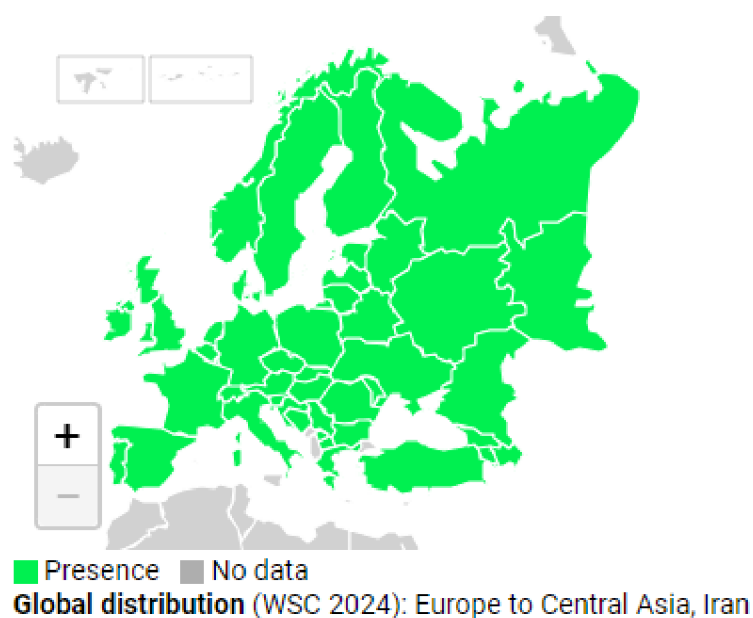 +
−
Presence No data
Global distribution (WSC 2024): Europe to Central Asia, Iran